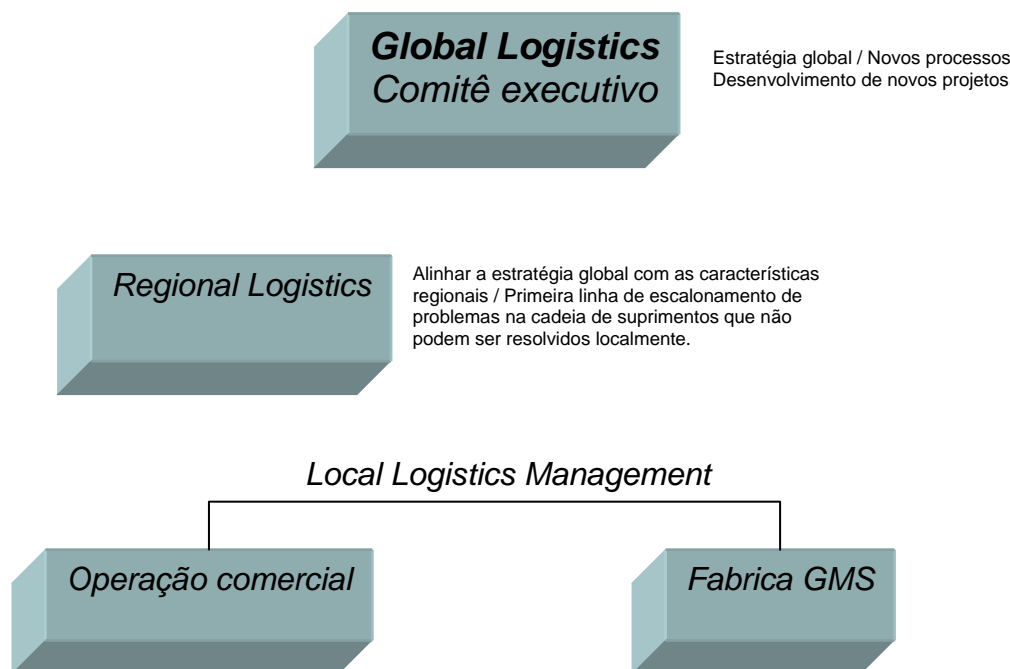 Global Logistics
Comitê executivo
Estratégia global / Novos processos
Desenvolvimento de novos projetos
Regional Logistics
Alinhar a estratégia global com as características
regionais / Primeira linha de escalonamento de
problemas na cadeia de suprimentos que não
podem ser resolvidos localmente.
Local Logistics Management
Operação comercial
Fabrica GMS